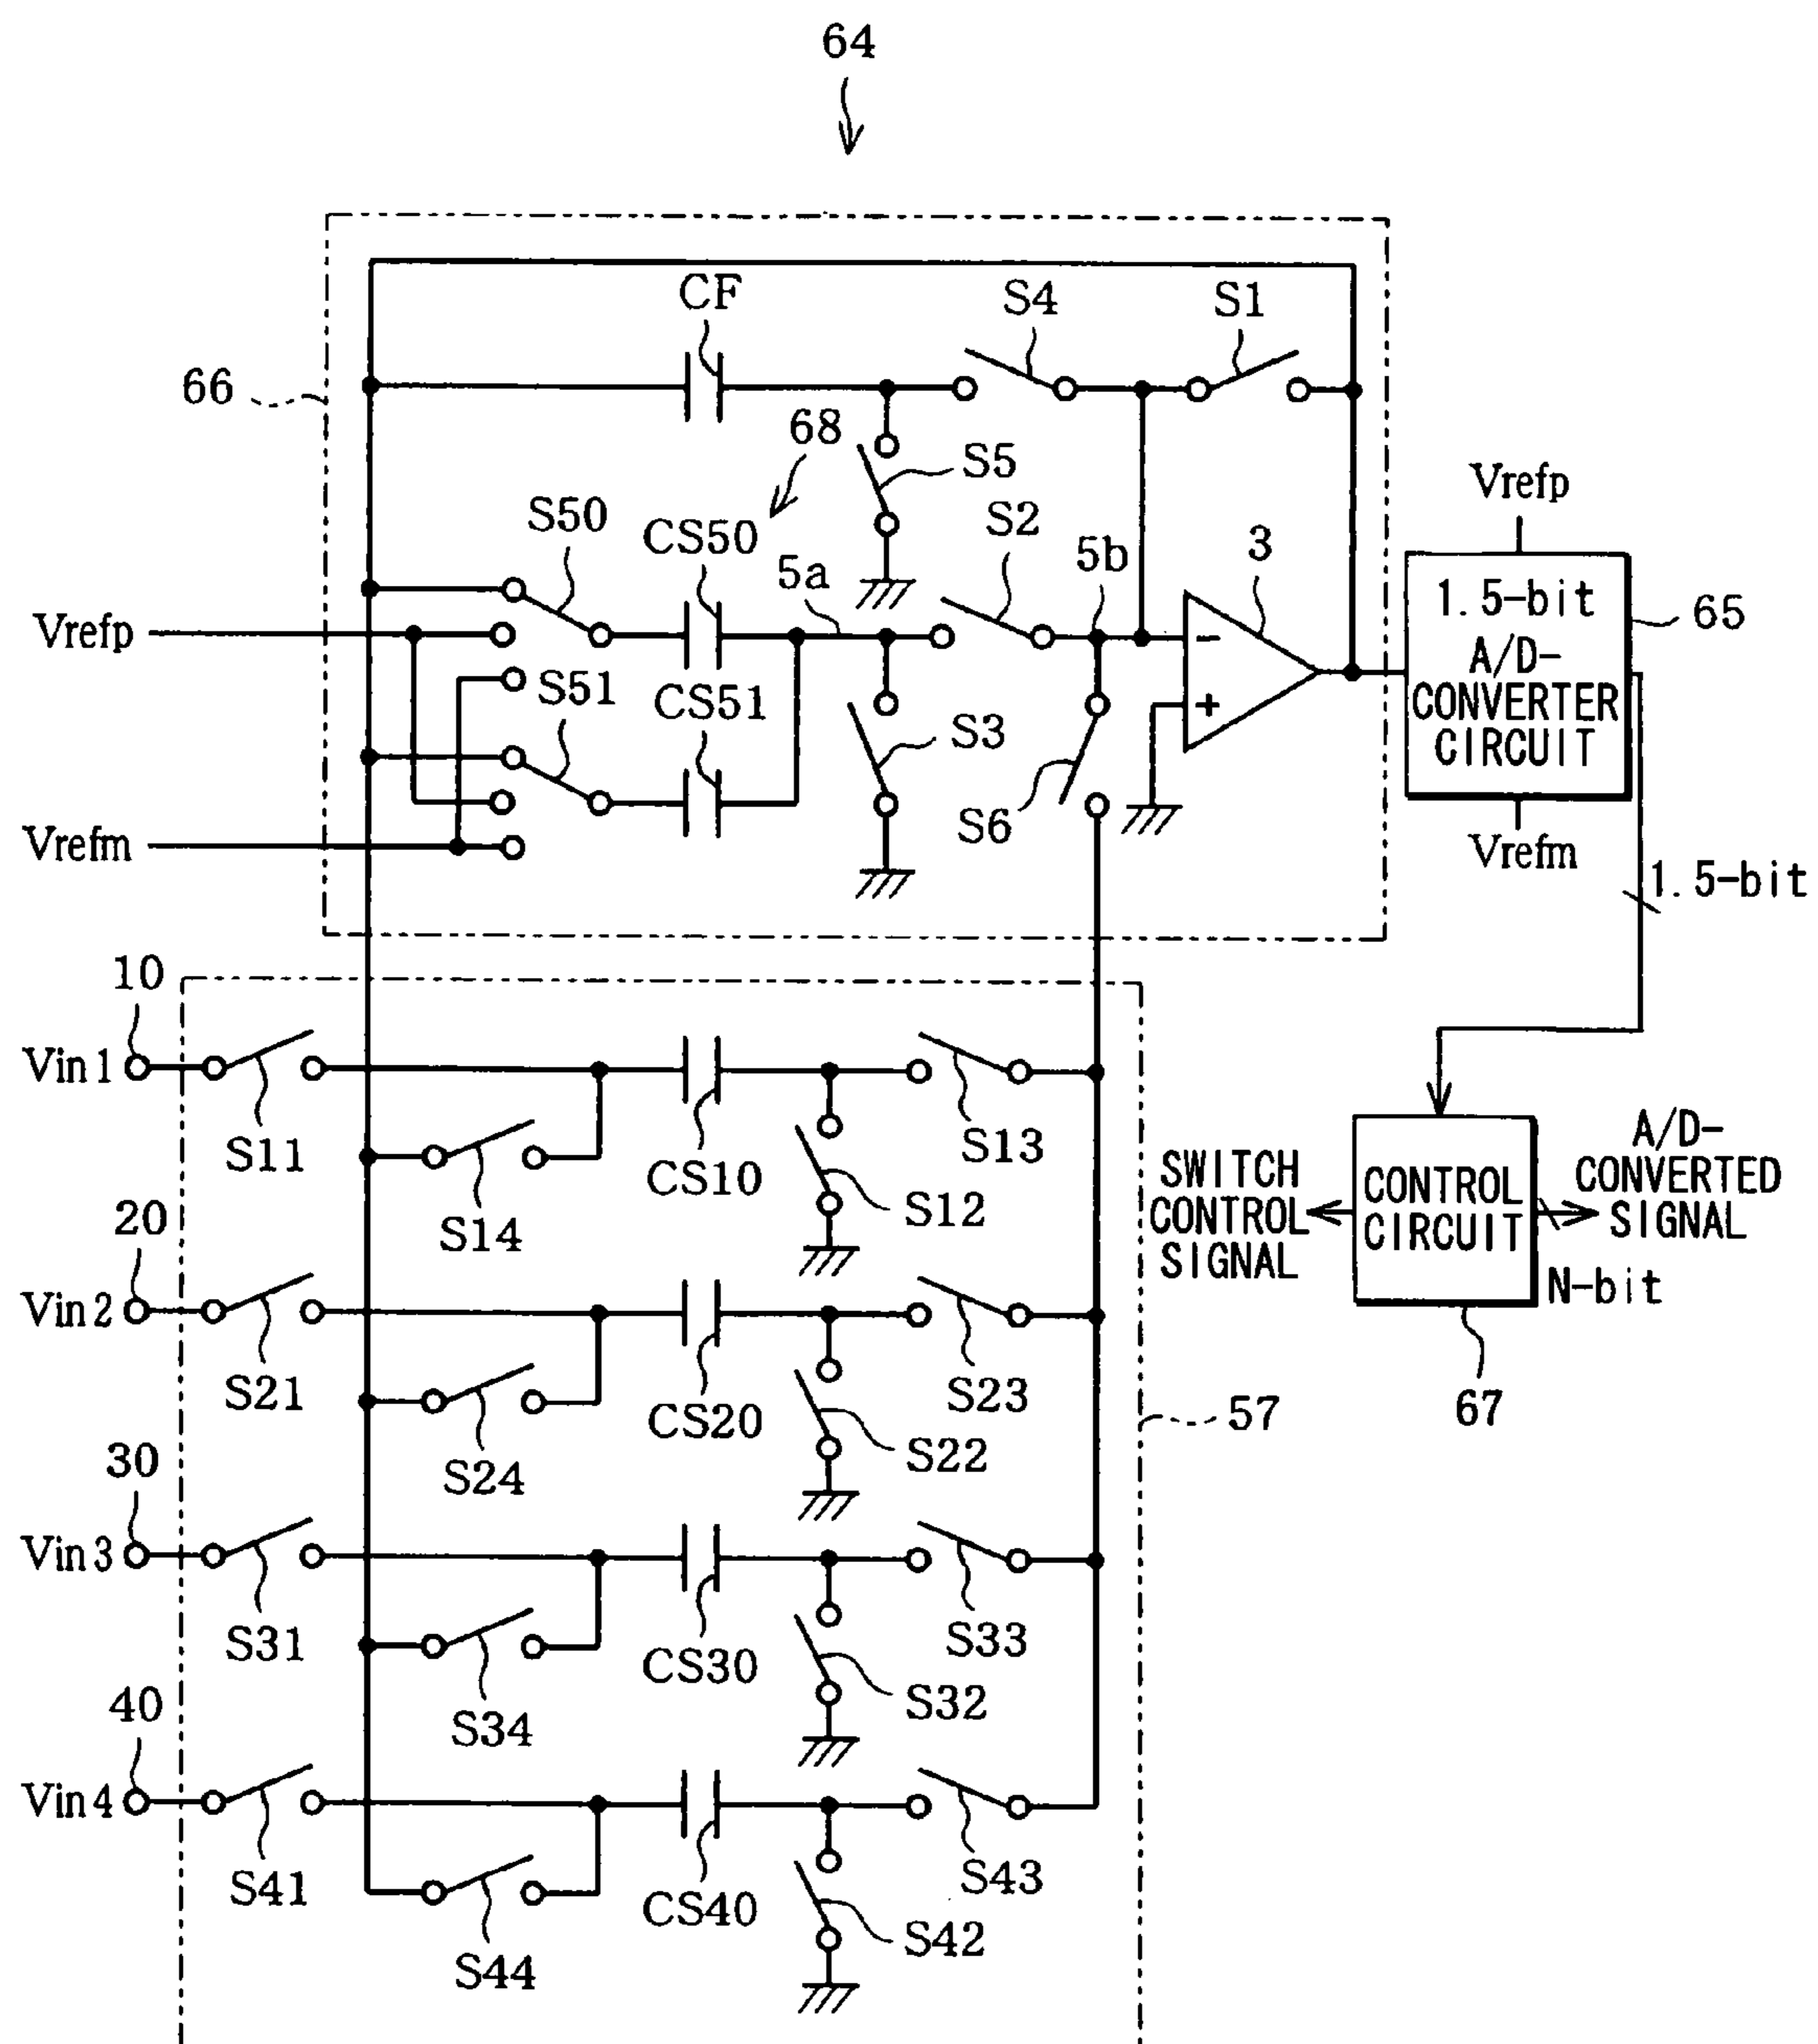 64
CF
S4
S1
66
68
S5
Vrefp
S50
CS50
S2
5a
5b
3
1.5-bit
A/D-
CONVERTER
CIRCUIT
65
Vrefp
S51
CS51
S3
S6
−
+
Vrefm
Vrefm
1.5-bit
10
Vin1
S11
S14
CS10
S12
S13
SWITCH
CONTROL
SIGNAL
CONTROL
CIRCUIT
A/D-
CONVERTED
SIGNAL
N-bit
67
20
Vin2
S21
S24
CS20
S22
S23
57
30
Vin3
S31
S34
CS30
S32
S33
40
Vin4
S41
S44
CS40
S42
S43